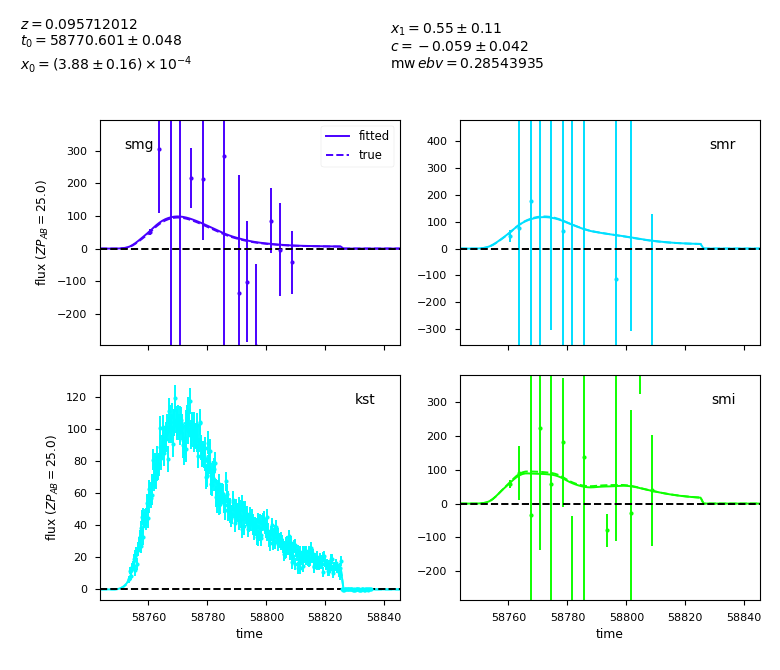 z = 0.095712012
t₀ = 58770.601 ± 0.048
x₀ = (3.88 ± 0.16) × 10⁻⁴
x₁ = 0.55 ± 0.11
c = −0.059 ± 0.042
mw ebv = 0.28543935
smg
fitted
true
300
200
100
0
−100
−200
flux (ZP_AB = 25.0)
smr
400
300
200
100
0
−100
−200
−300
kst
120
100
80
60
40
20
0
flux (ZP_AB = 25.0)
58760 58780 58800 58820 58840
time
smi
300
200
100
0
−100
−200
58760 58780 58800 58820 58840
time